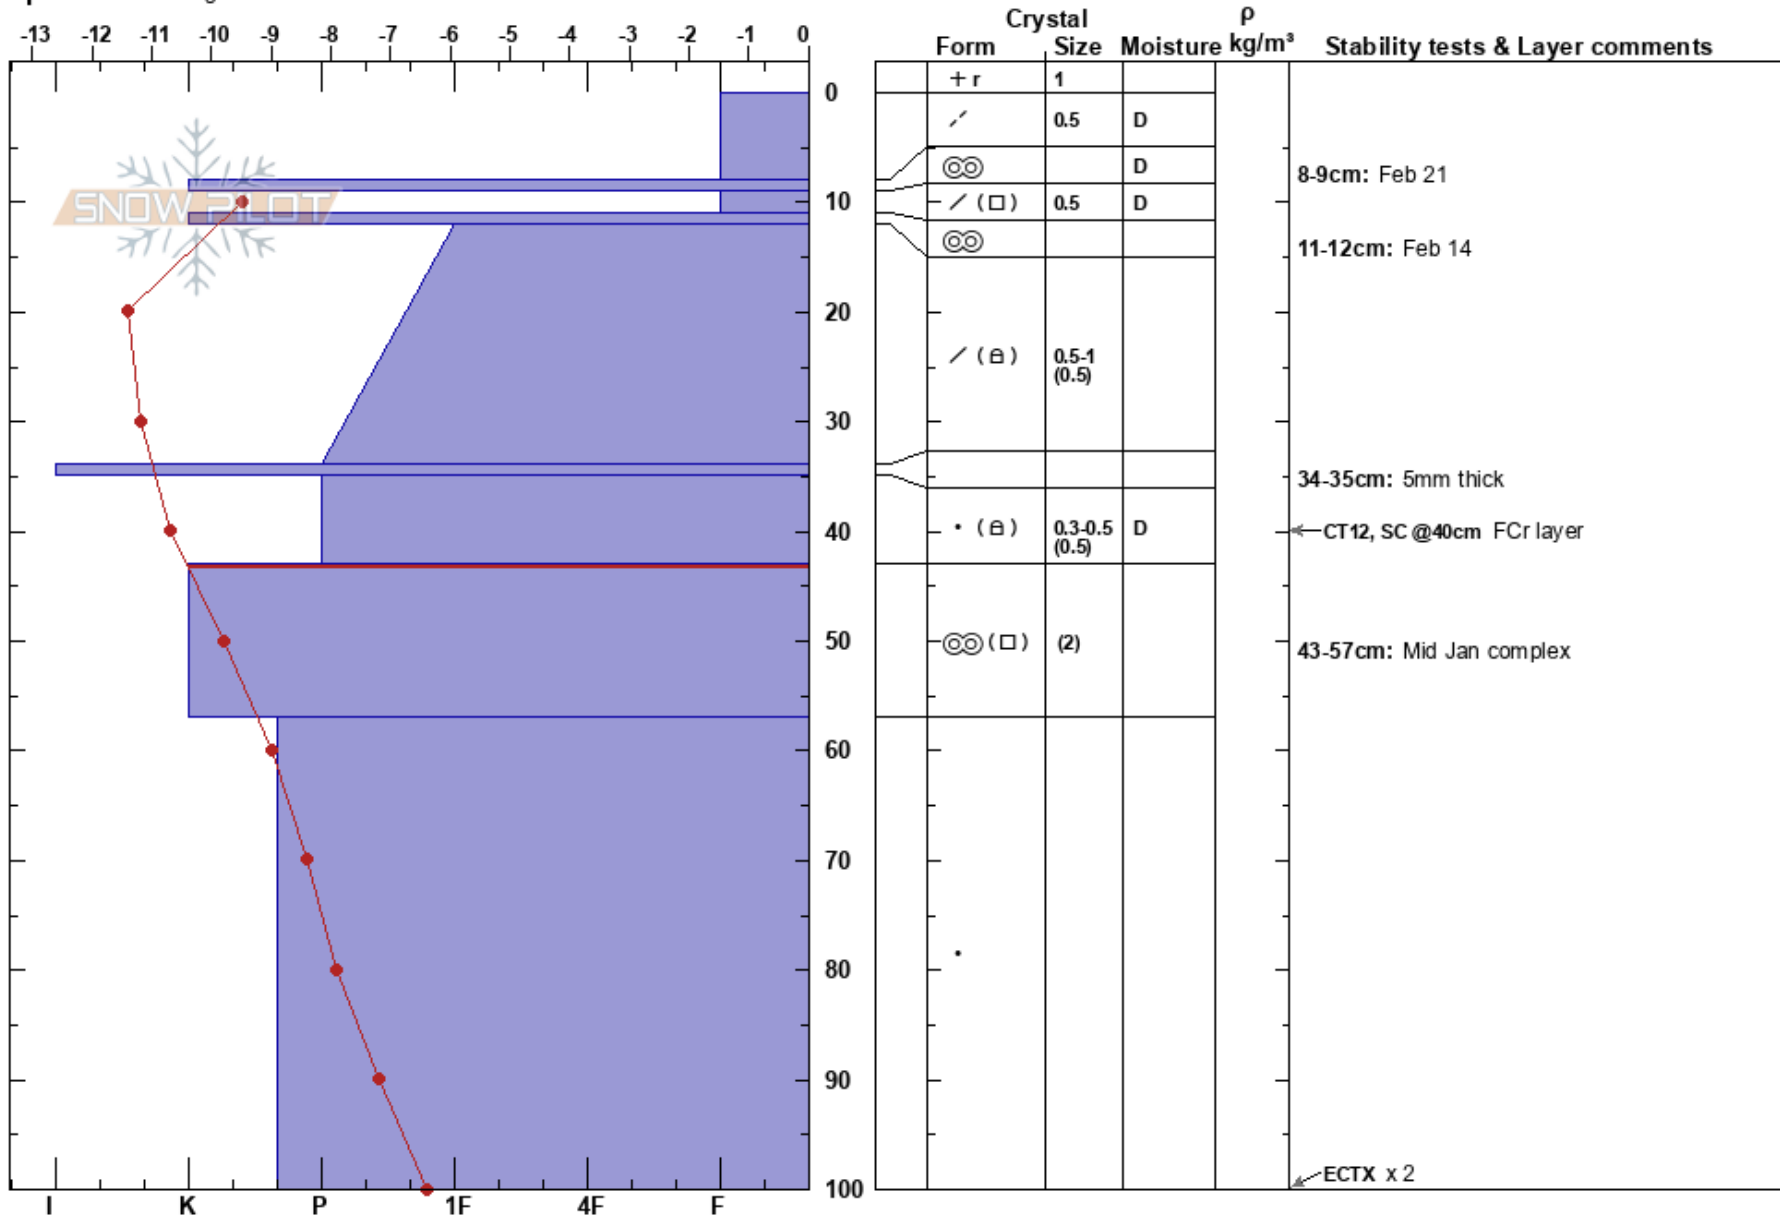 Crystal ρ
-13 -12 -11 -10 -9 -8 -7 -6 -5 -4 -3 -2 -1 0 Form Size Moisture kg/m³ Stability tests & Layer comments
+ r 1
0
0.5 D
D 8-9cm: Feb 21
SNOW PILOT 10 / (□) 0.5 D
11-12cm: Feb 14
20
0.5-1
(0.5)
30
34-35cm: 5mm thick
40 0.3-0.5 D CT12, SC @40cm FCr layer
(0.5)
50 (□) (2) 43-57cm: Mid Jan complex
60
70
80
90
ECTX x 2
100
I K P 1F 4F F